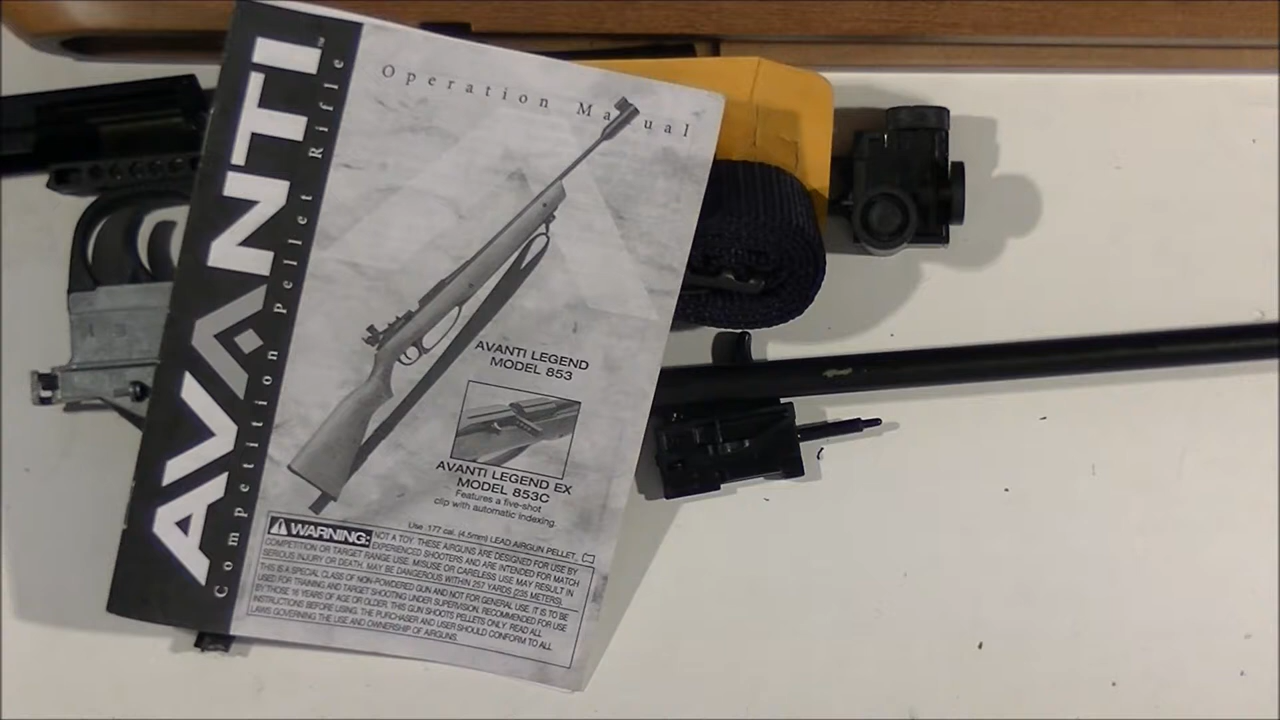 AVANTI™
Competition Pellet Rifle
Operation Manual
AVANTI LEGEND
MODEL 853
AVANTI LEGEND EX
MODEL 853C
Features a five-shot
clip with automatic indexing.
Use .177 cal. (4.5mm) LEAD AIRGUN PELLET.
WARNING: NOT A TOY. THESE AIRGUNS ARE DESIGNED FOR USE BY
EXPERIENCED SHOOTERS AND ARE INTENDED FOR MATCH
COMPETITION OR TARGET RANGE USE. MISUSE OR CARELESS USE MAY RESULT IN
SERIOUS INJURY OR DEATH. MAY BE DANGEROUS WITHIN 257 YARDS (235 METERS).
THIS IS A SPECIAL CLASS OF NON-POWDERED GUN AND NOT FOR GENERAL USE. IT IS TO BE
USED FOR TRAINING AND TARGET SHOOTING UNDER SUPERVISION. RECOMMENDED FOR USE
BY THOSE 16 YEARS OF AGE OR OLDER. THIS GUN SHOOTS PELLETS ONLY. READ ALL
INSTRUCTIONS BEFORE USING. THE PURCHASER AND USER SHOULD CONFORM TO ALL
LAWS GOVERNING THE USE AND OWNERSHIP OF AIRGUNS.